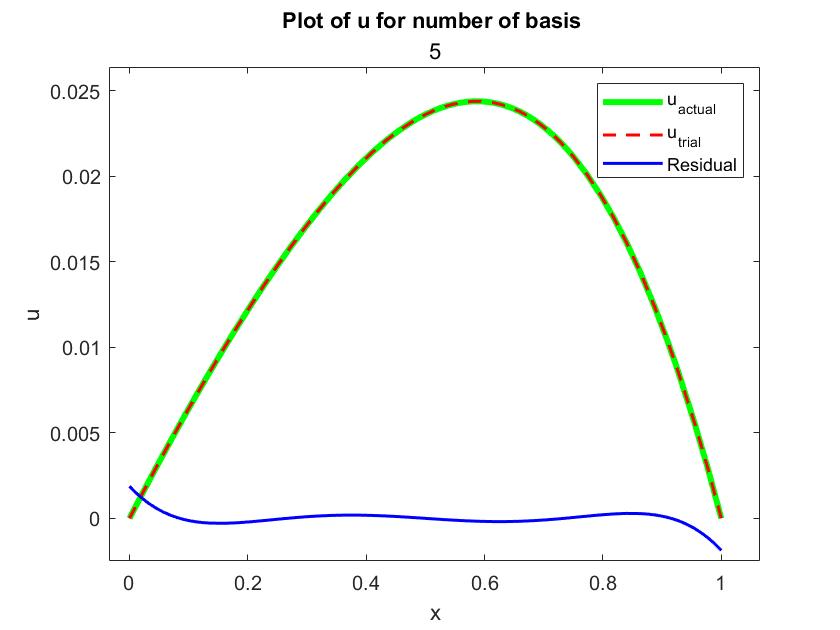 Plot of u for number of basis
5
0.025
0.02
0.015
0.01
0.005
0
u
u_actual
u_trial
Residual
0 0.2 0.4 0.6 0.8 1
x